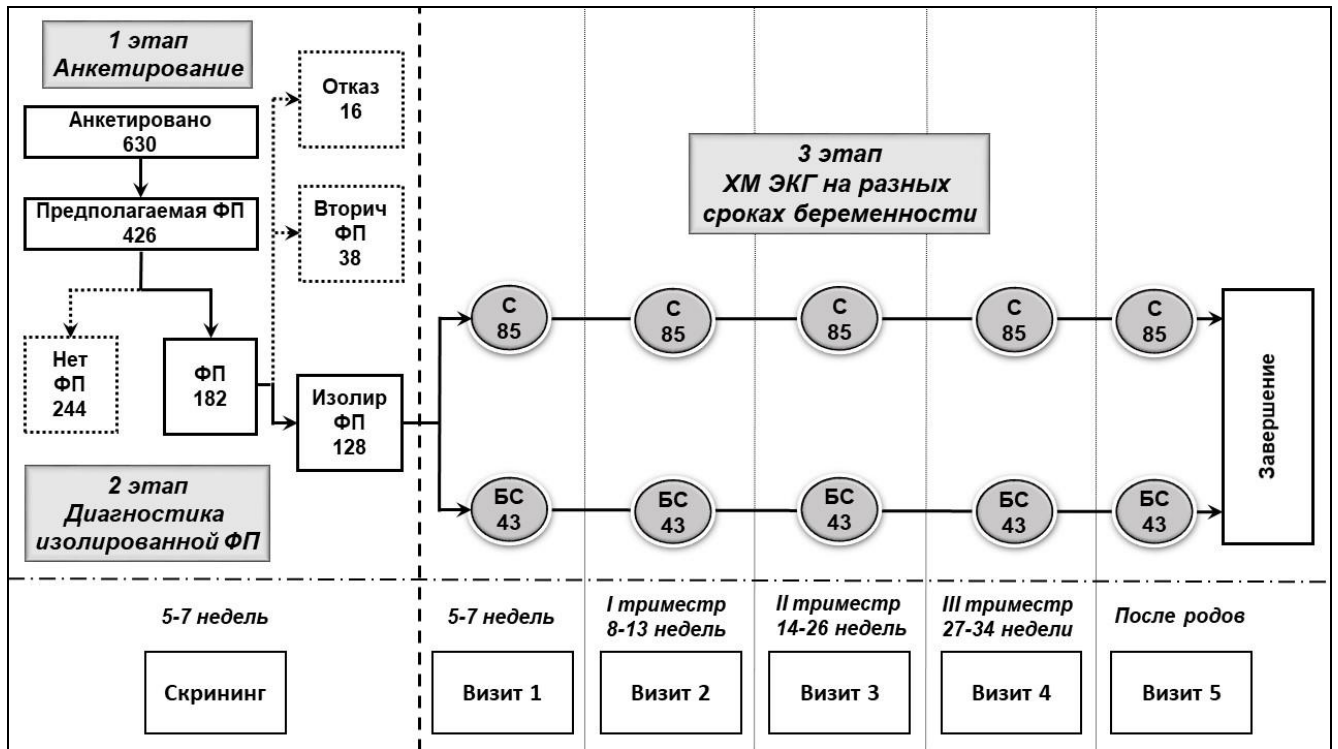 1 этап
Анкетирование
Анкетировано
630
Предполагаемая ФП
426
Нет
ФП
244
ФП
182
Отказ
16
Вторич
ФП
38
Изолир
ФП
128
2 этап
Диагностика
изолированной ФП
3 этап
ХМ ЭКГ на разных
сроках беременности
С
85
С
85
С
85
С
85
С
85
БС
43
БС
43
БС
43
БС
43
БС
43
Завершение
5-7 недель
Скрининг
5-7 недель
Визит 1
I триместр
8-13 недель
Визит 2
II триместр
14-26 недель
Визит 3
III триместр
27-34 недели
Визит 4
После родов
Визит 5